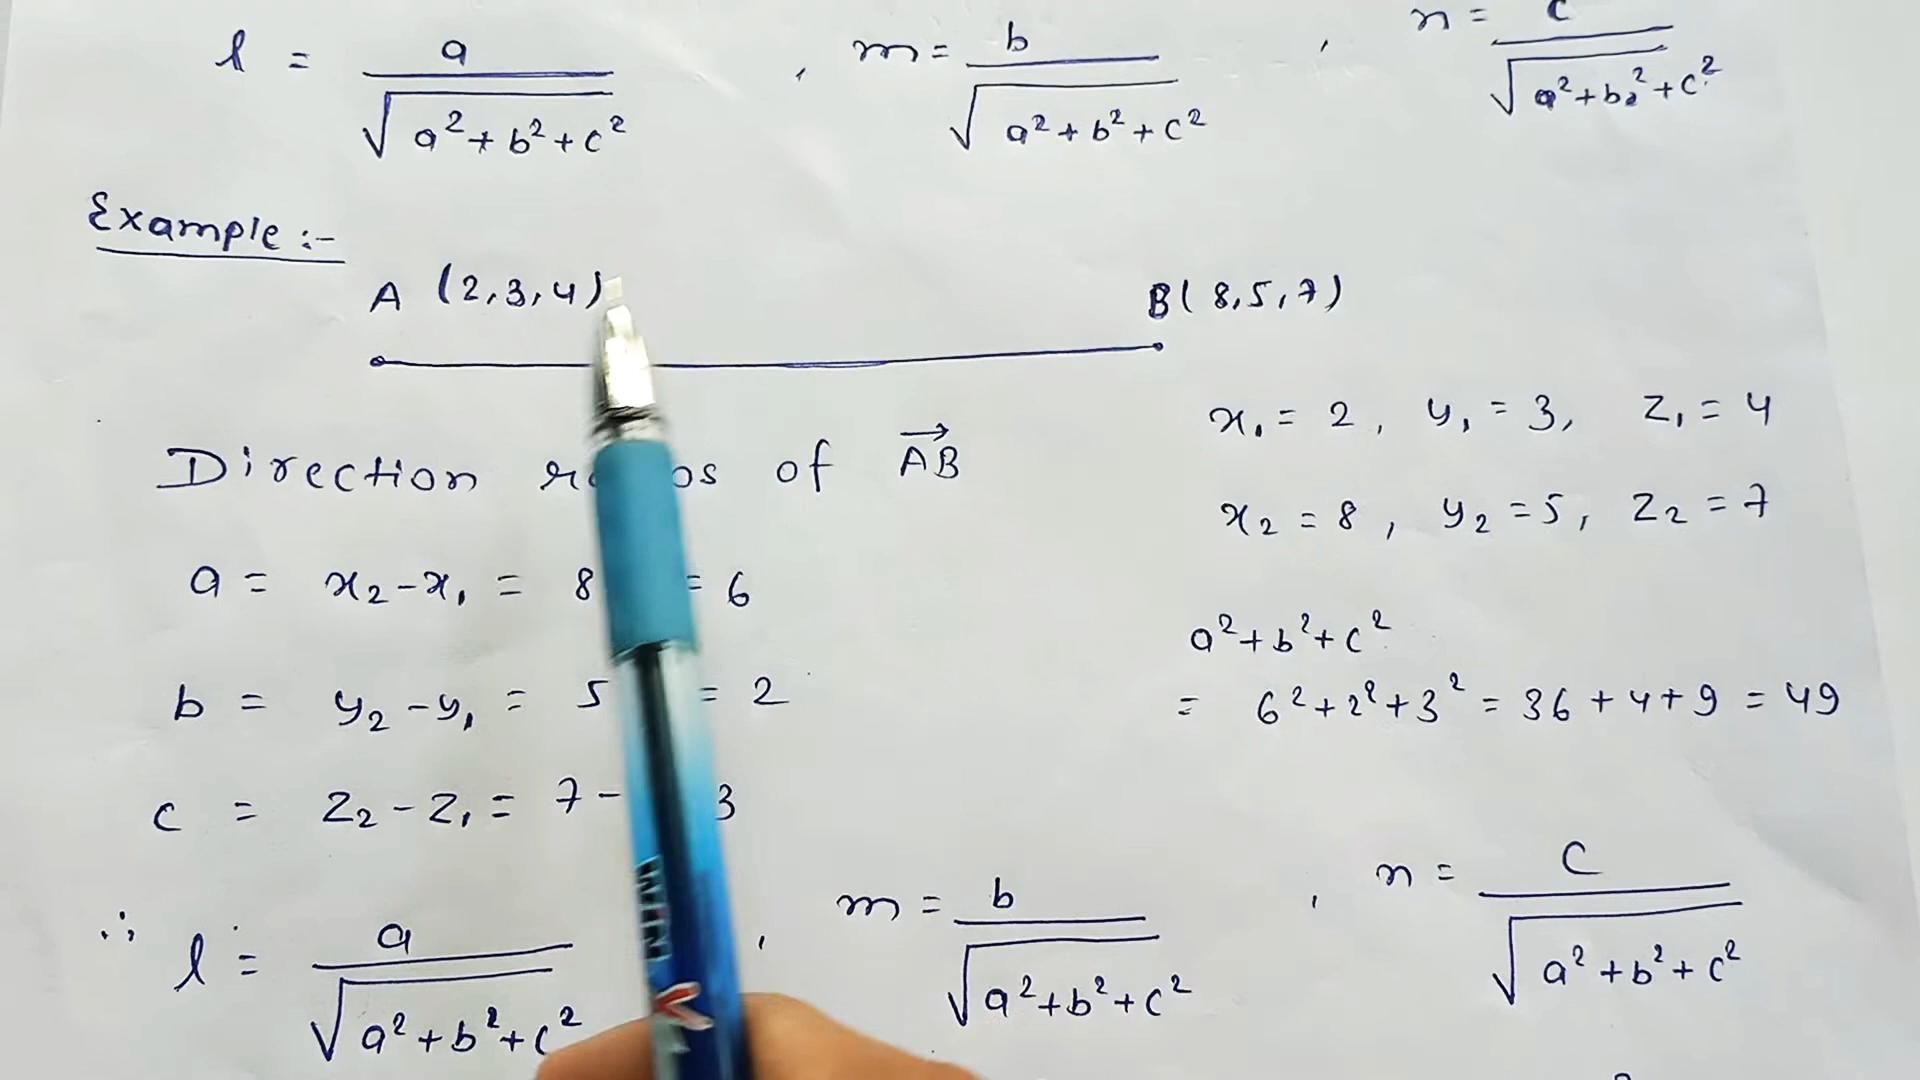 l = a / √(a² + b² + c²) , m = b / √(a² + b² + c²) , n = c / √(a² + b² + c²)
Example :-
A (2, 3, 4)
B ( 8, 5, 7)
x₁ = 2 , y₁ = 3, z₁ = 4
Direction of AB→
x₂ = 8 , y₂ = 5, z₂ = 7
a = x₂ - x₁ = 8 = 6
a² + b² + c²
b = y₂ - y₁ = 5 = 2
= 6² + 2² + 3² = 36 + 4 + 9 = 49
c = z₂ - z₁ = 7 - 3
∴ l = a / √(a² + b² + c²) , m = b / √(a² + b² + c²) , n = c / √(a² + b² + c²)